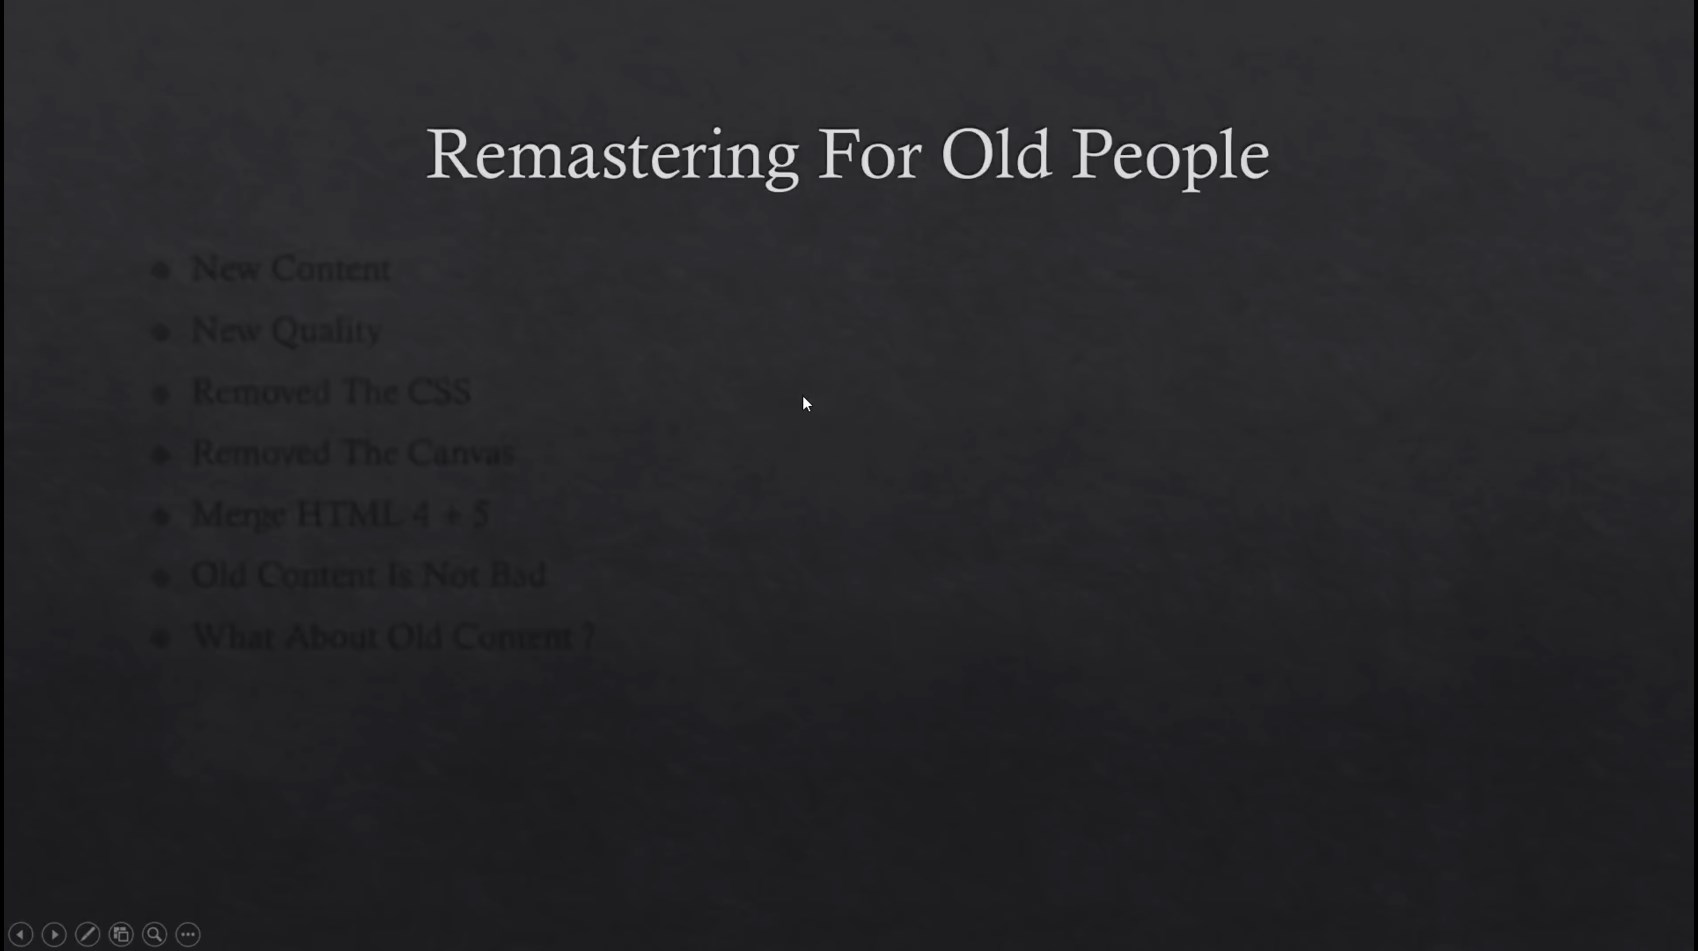 Remastering For Old People
New Content
New Quality
Removed The CSS
Removed The Canvas
Merge HTML 4 + 5
Old Content Is Not Bad
What About Old Content ?